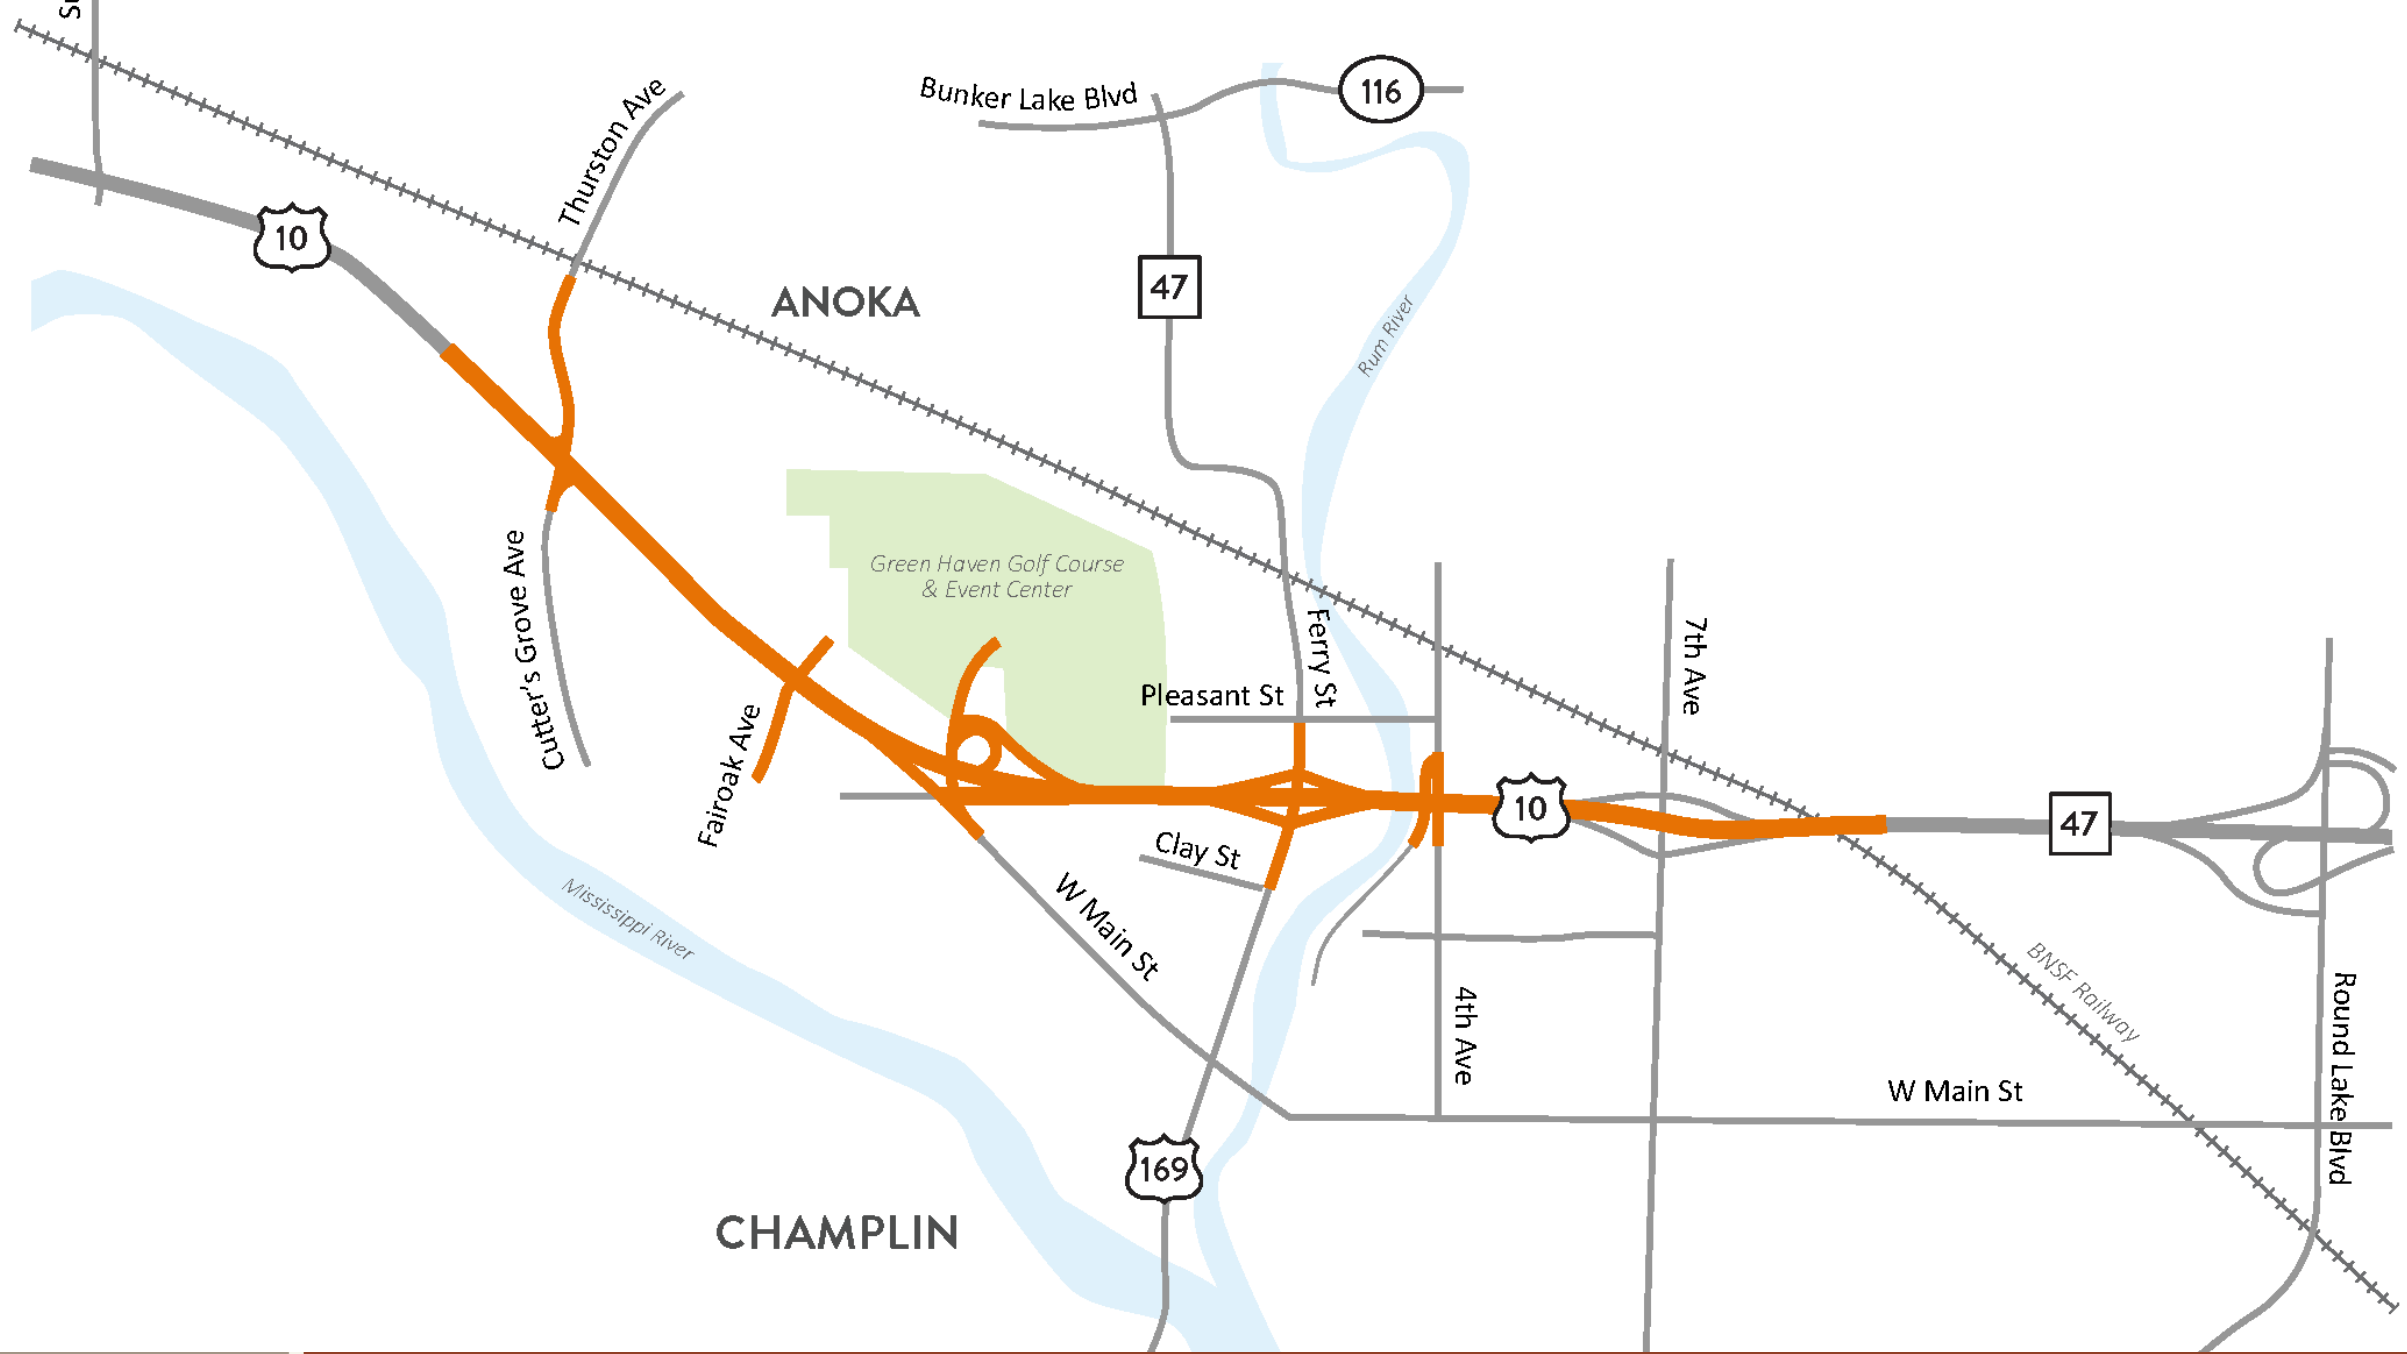 Thurston Ave
Bunker Lake Blvd
116
10
47
ANOKA
Rum River
Green Haven Golf Course
& Event Center
Cutter's Grove Ave
Ferry St
7th Ave
Pleasant St
Fairoak Ave
10
47
Clay St
W Main St
Mississippi River
BNSF Railway
4th Ave
Round Lake Blvd
W Main St
169
CHAMPLIN